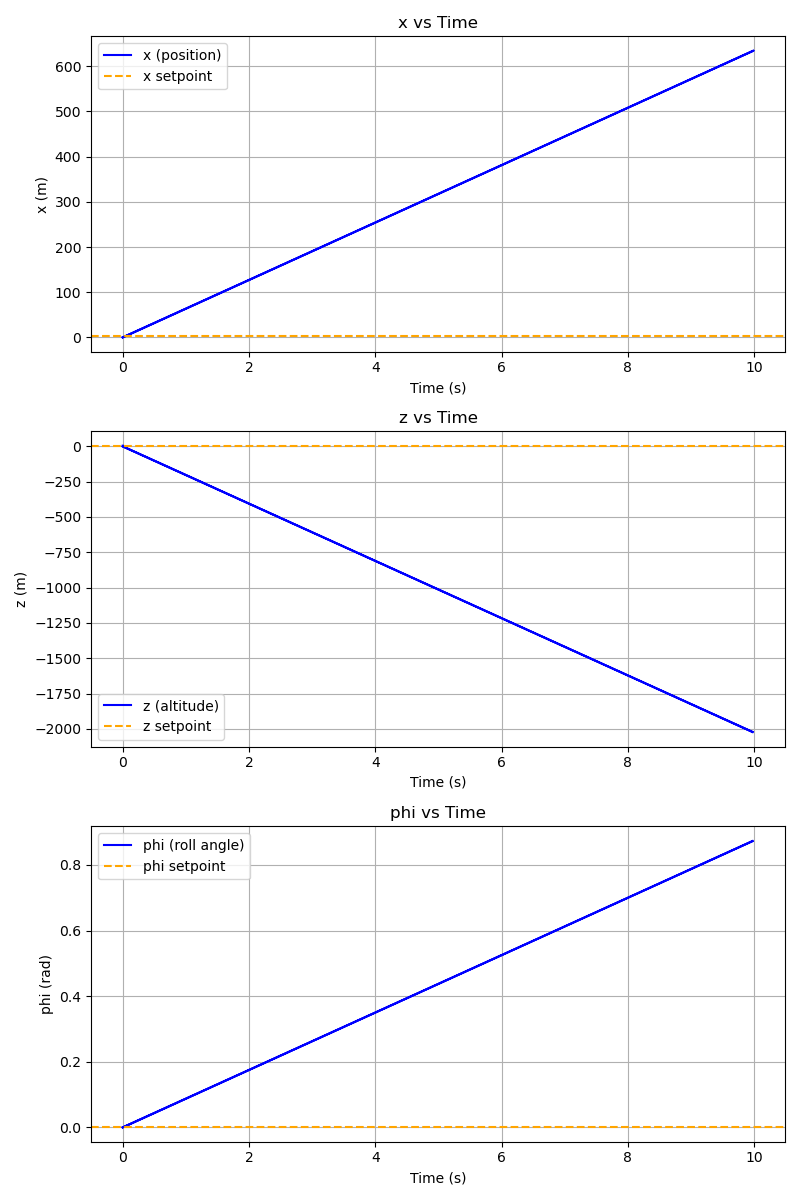 x vs Time
x (position)
x setpoint
600
500
400
300
200
100
0
x (m)
0 2 4 6 8 10
Time (s)
z vs Time
0
−250
−500
−750
−1000
−1250
−1500
−1750
−2000
z (m)
z (altitude)
z setpoint
0 2 4 6 8 10
Time (s)
phi vs Time
phi (roll angle)
phi setpoint
0.8
0.6
0.4
0.2
0.0
phi (rad)
0 2 4 6 8 10
Time (s)